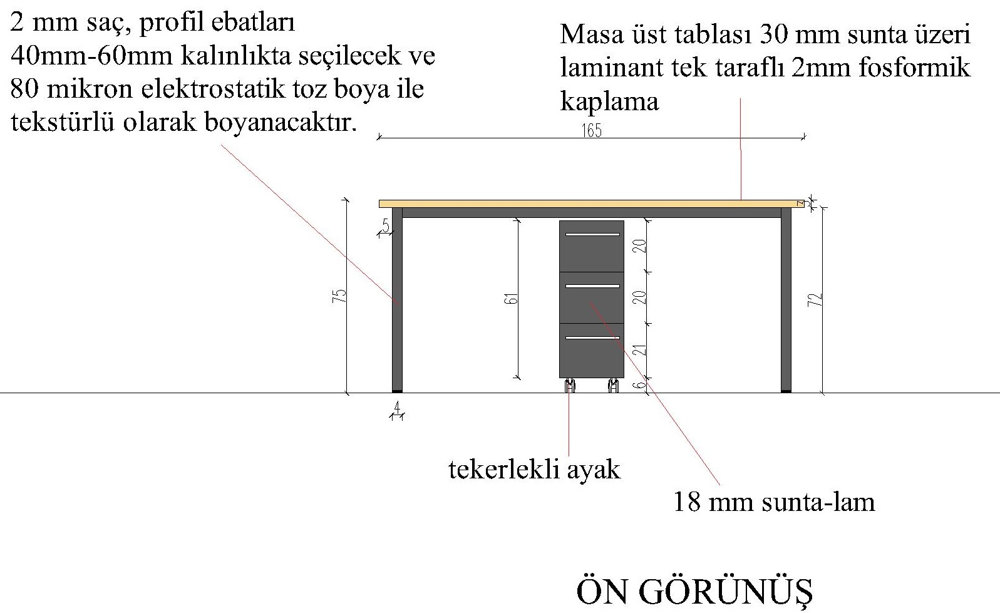 2 mm saç, profil ebatları
40mm-60mm kalınlıkta seçilecek ve
80 mikron elektrostatik toz boya ile
tekstürlü olarak boyanacaktır.
Masa üst tablası 30 mm sunta üzeri
laminant tek taraflı 2mm fosformik
kaplama
165
5
75
61
20
20
21
6
72
4
tekerlekli ayak
18 mm sunta-lam
ÖN GÖRÜNÜŞ